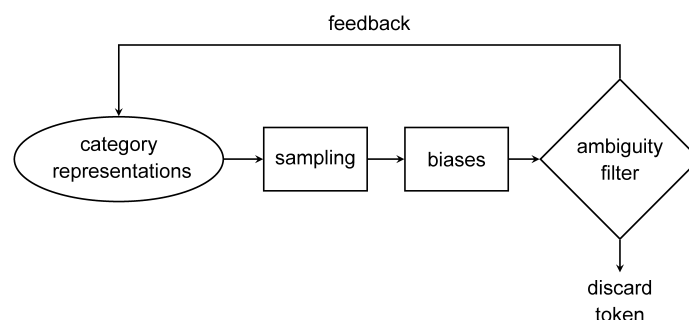 feedback
category
representations
sampling
biases
ambiguity
filter
discard
token